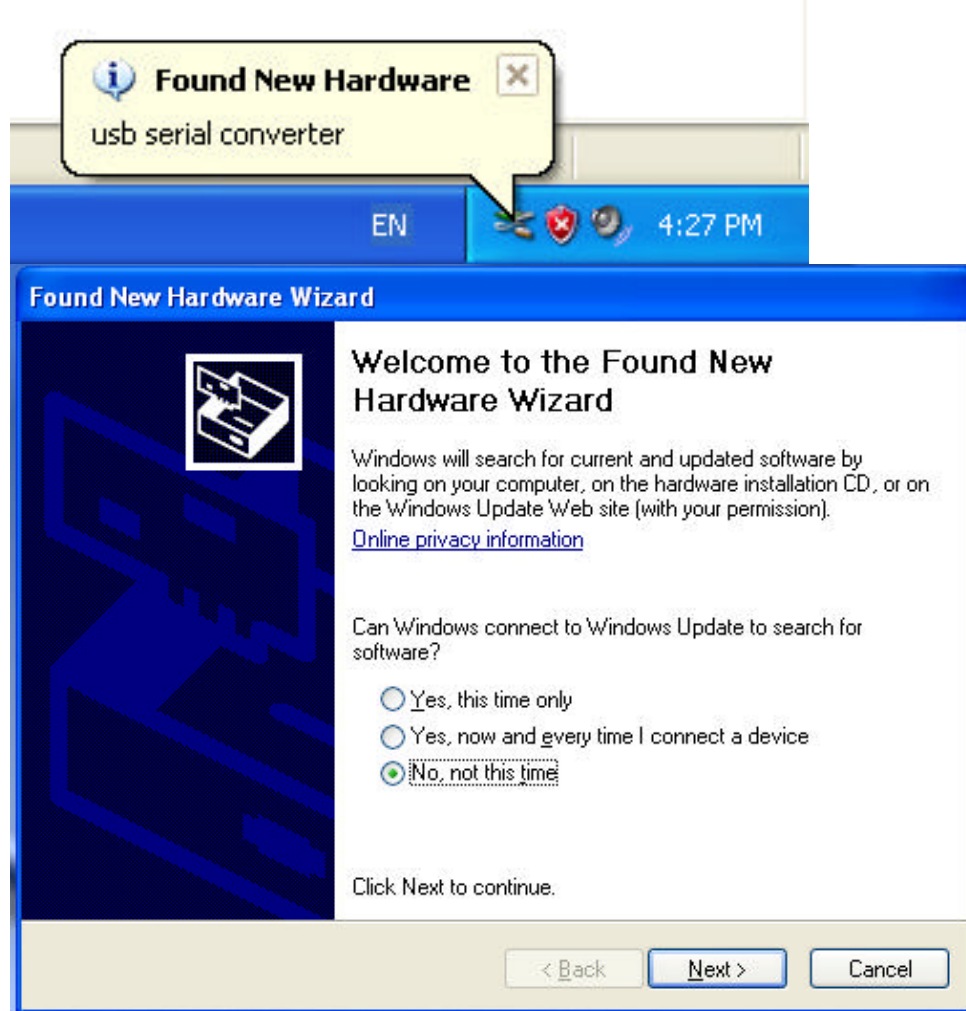 Found New Hardware
usb serial converter
EN
4:27 PM
Found New Hardware Wizard
Welcome to the Found New
Hardware Wizard
Windows will search for current and updated software by
looking on your computer, on the hardware installation CD, or on
the Windows Update Web site (with your permission).
Online privacy information
Can Windows connect to Windows Update to search for
software?
Yes, this time only
Yes, now and every time I connect a device
No, not this time
Click Next to continue.
< Back
Next >
Cancel